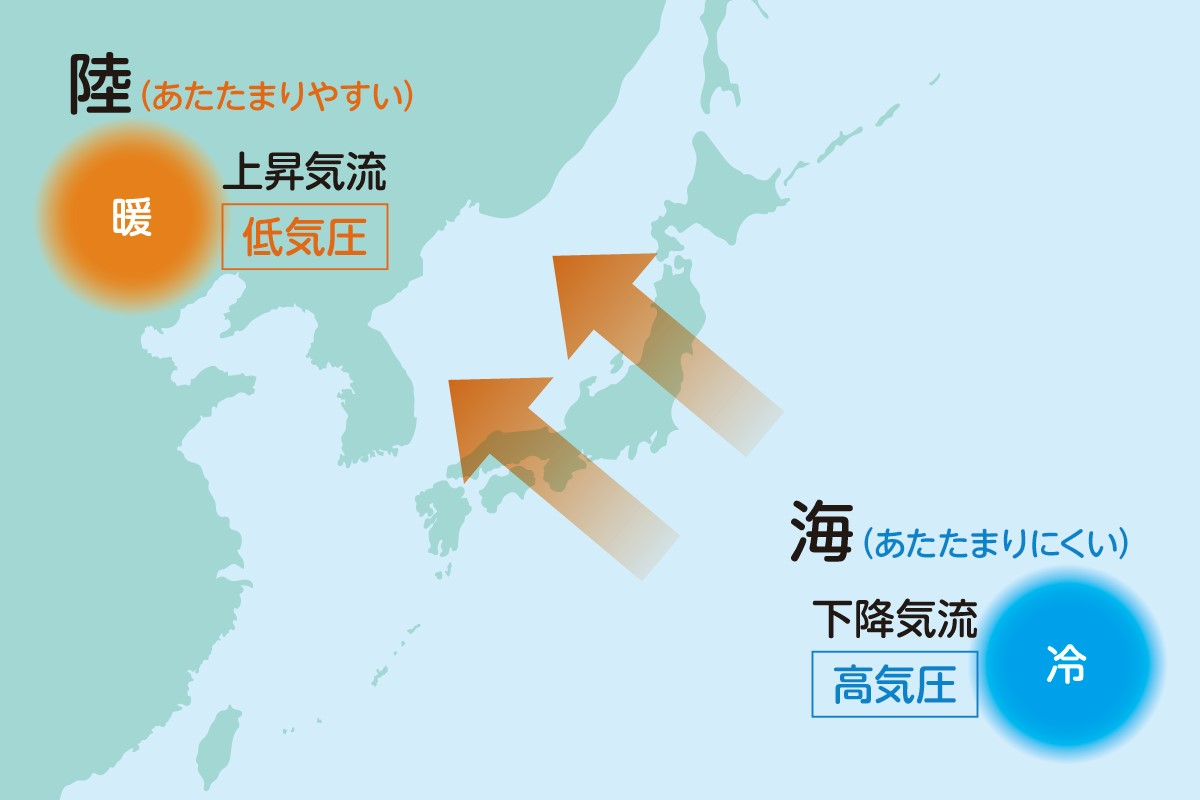 陸(あたたまりやすい)
暖
上昇気流
低気圧
海(あたたまりにくい)
下降気流
高気圧
冷